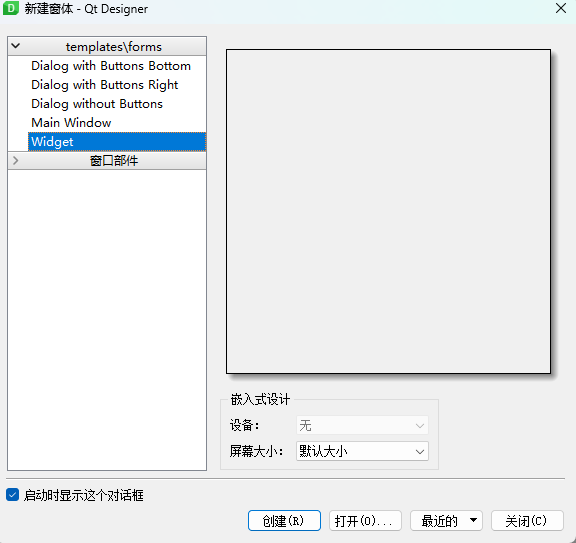 新建窗体 - Qt Designer
templates\forms
Dialog with Buttons Bottom
Dialog with Buttons Right
Dialog without Buttons
Main Window
Widget
窗口部件
嵌入式设计
设备： 无
屏幕大小： 默认大小
启动时显示这个对话框
创建(R) 打开(O)... 最近的 关闭(C)